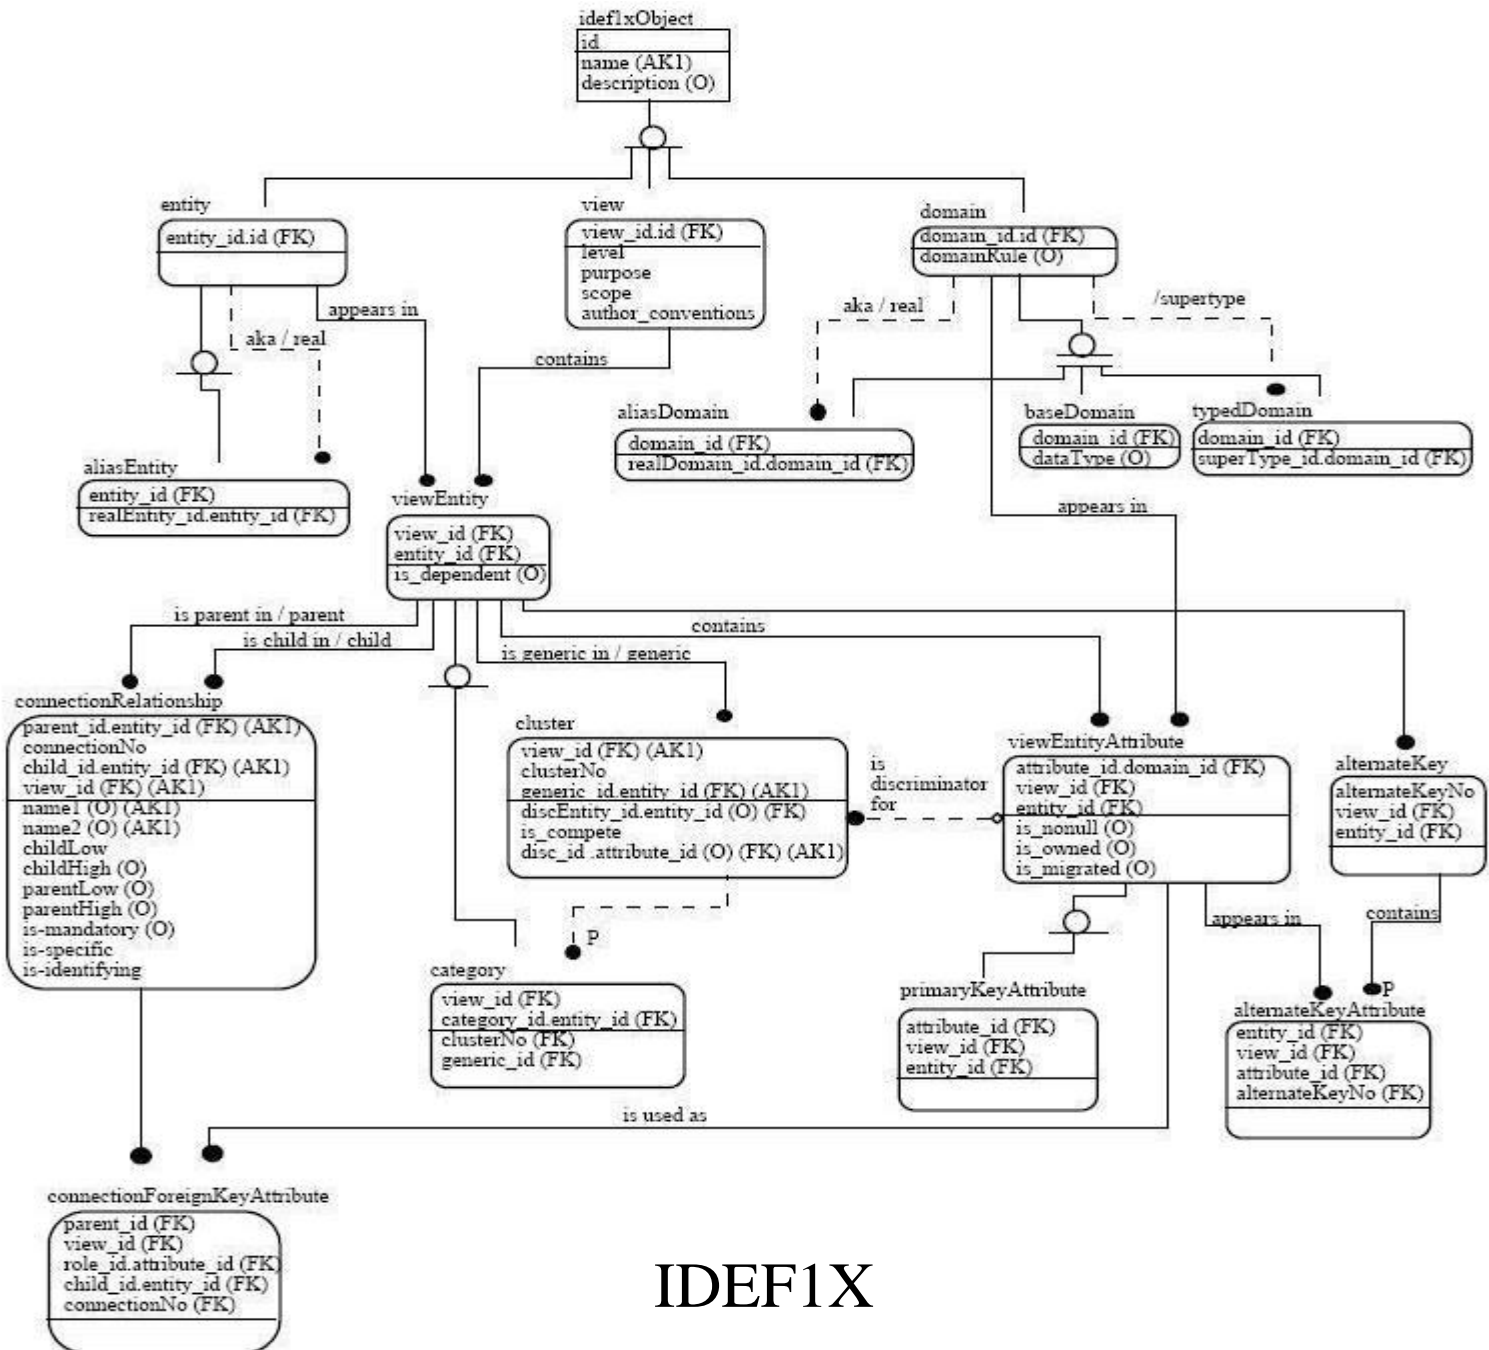 idef1xObject
id
name (AK1)
description (O)
entity
entity_id.id (FK)
view
view_id.id (FK)
level
purpose
scope
author_conventions
domain
domain_id.id (FK)
domainRule (O)
appears in
aka / real
contains
aka / real
/supertype
aliasDomain
domain_id (FK)
realDomain_id.domain_id (FK)
baseDomain
domain_id (FK)
dataType (O)
typedDomain
domain_id (FK)
superType_id.domain_id (FK)
aliasEntity
entity_id (FK)
realEntity_id.entity_id (FK)
viewEntity
view_id (FK)
entity_id (FK)
is_dependent (O)
appears in
is parent in / parent
is child in / child
contains
is generic in / generic
connectionRelationship
parent_id.entity_id (FK) (AK1)
connectionNo
child_id.entity_id (FK) (AK1)
view_id (FK) (AK1)
name1 (O) (AK1)
name2 (O) (AK1)
childLow
childHigh (O)
parentLow (O)
parentHigh (O)
is-mandatory (O)
is-specific
is-identifying
cluster
view_id (FK) (AK1)
clusterNo
generic_id.entity_id (FK) (AK1)
discEntity_id.entity_id (O) (FK)
is_compete
disc_id .attribute_id (O) (FK) (AK1)
is
discriminator
for
viewEntityAttribute
attribute_id.domain_id (FK)
view_id (FK)
entity_id (FK)
is_nonull (O)
is_owned (O)
is_migrated (O)
alternateKey
alternateKeyNo
view_id (FK)
entity_id (FK)
P
appears in
contains
P
category
view_id (FK)
category_id.entity_id (FK)
clusterNo (FK)
generic_id (FK)
primaryKeyAttribute
attribute_id (FK)
view_id (FK)
entity_id (FK)
alternateKeyAttribute
entity_id (FK)
view_id (FK)
attribute_id (FK)
alternateKeyNo (FK)
is used as
connectionForeignKeyAttribute
parent_id (FK)
view_id (FK)
role_id.attribute_id (FK)
child_id.entity_id (FK)
connectionNo (FK)
IDEF1X